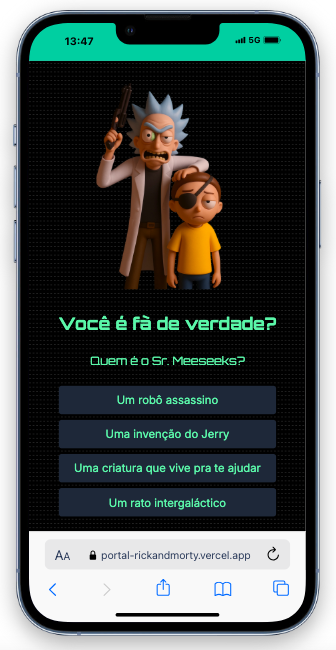 13:47
5G
Você é fà de verdade?
Quem é o Sr. Meeseeks?
Um robô assassino
Uma invenção do Jerry
Uma criatura que vive pra te ajudar
Um rato intergaláctico
AA portal-rickandmorty.vercel.app